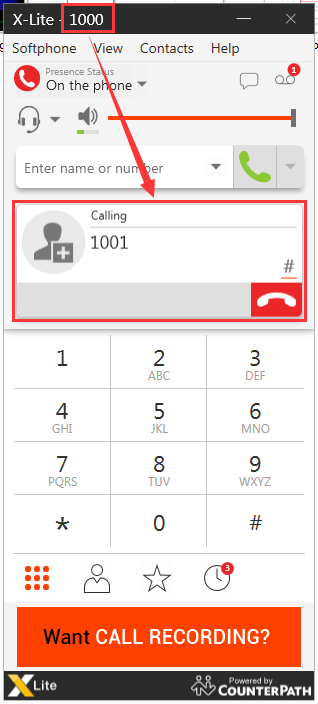 X-Lite - 1000
Softphone View Contacts Help
Presence Status
On the phone
1
Enter name or number
Calling
1001
#
1 2 3
ABC DEF
4 5 6
GHI JKL MNO
7 8 9
PQRS TUV WXYZ
* 0 #
3
Want CALL RECORDING?
X Lite
Powered by
COUNTERPATH